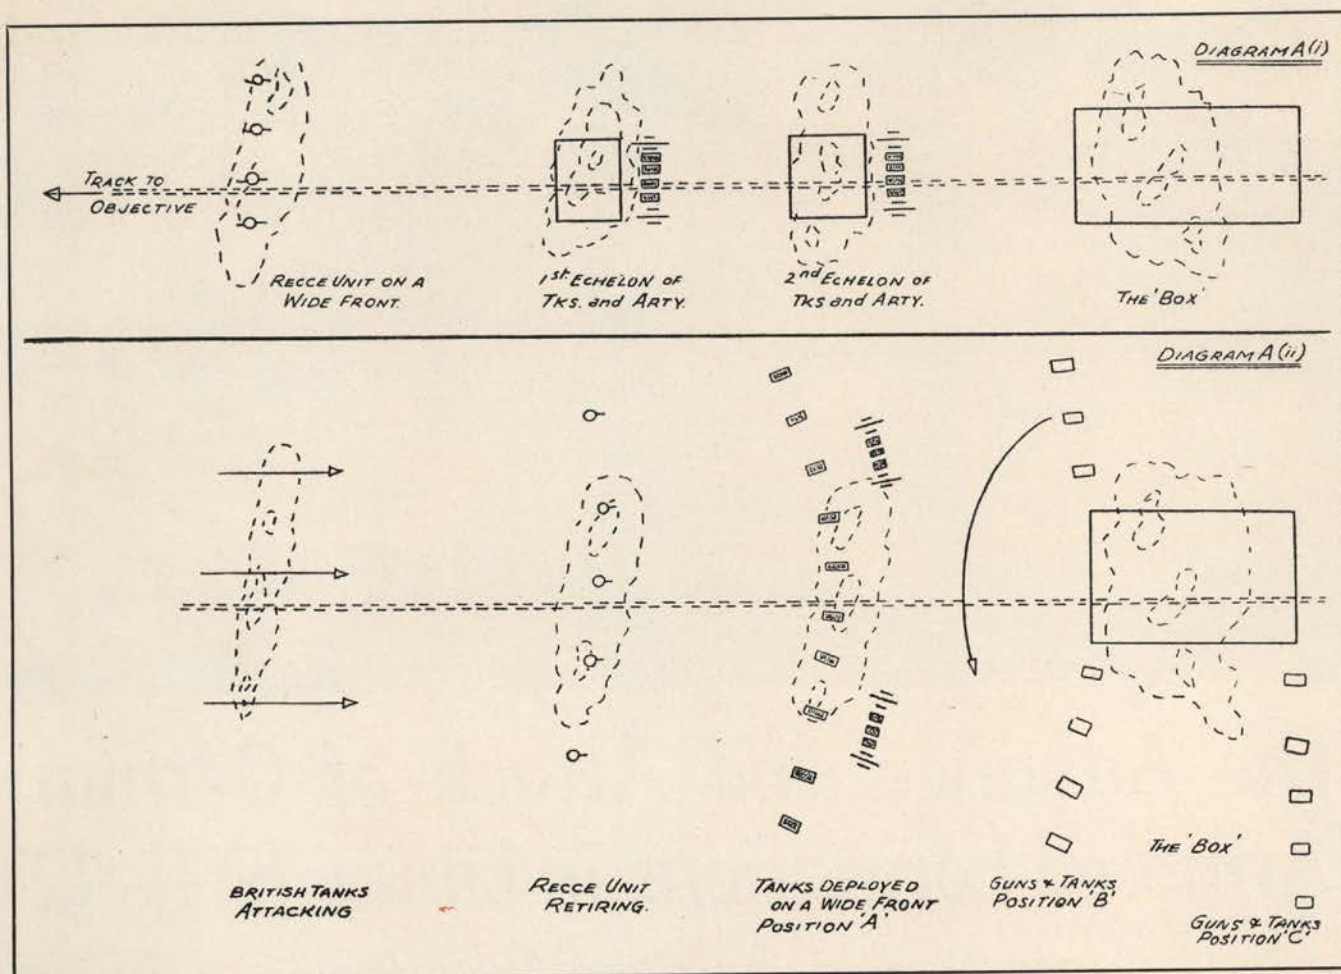 DIAGRAM A(i)
TRACK TO
OBJECTIVE
RECCE UNIT ON A
WIDE FRONT.
1st ECHELON OF
TKS. and ARTY.
2nd ECHELON OF
TKS and ARTY.
THE 'BOX'
DIAGRAM A(ii)
BRITISH TANKS
ATTACKING
RECCE UNIT
RETIRING.
TANKS DEPLOYED
ON A WIDE FRONT
POSITION 'A'
GUNS & TANKS
POSITION 'B'
THE 'BOX'
GUNS & TANKS
POSITION 'C'